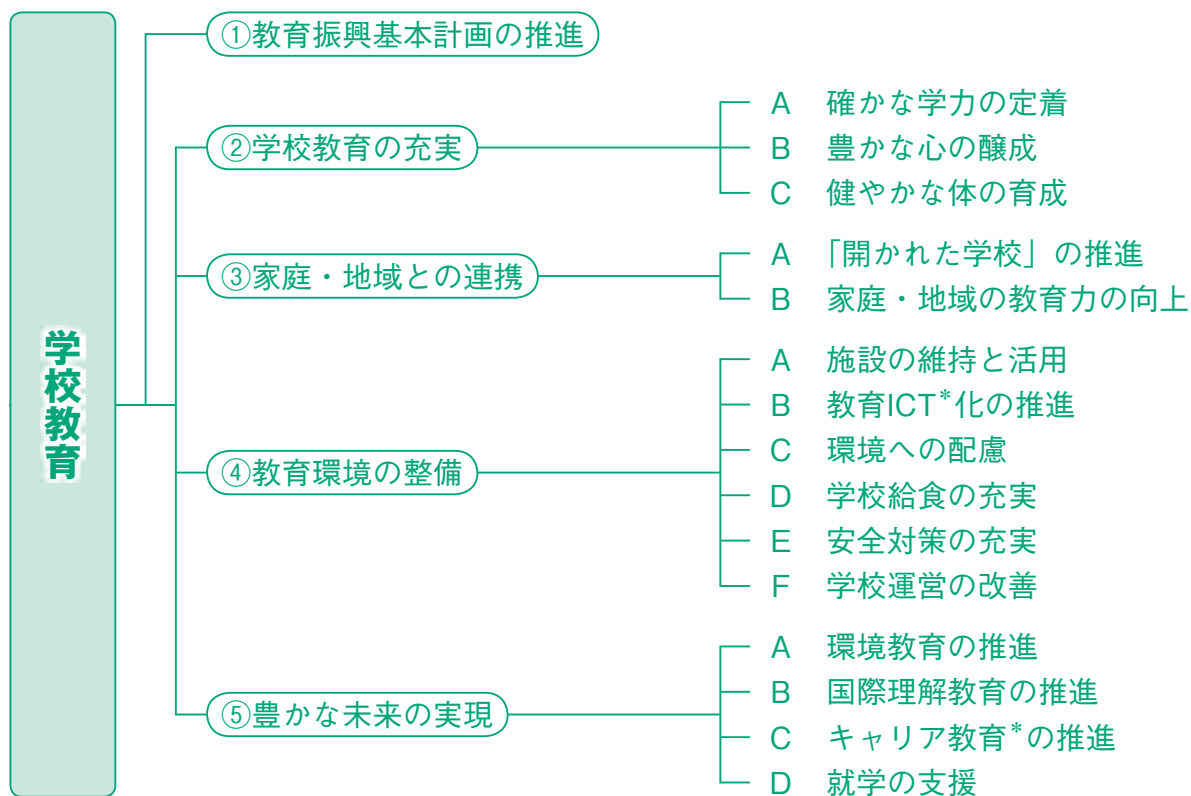 学校教育
①教育振興基本計画の推進
②学校教育の充実
A 確かな学力の定着
B 豊かな心の醸成
C 健やかな体の育成
③家庭・地域との連携
A 「開かれた学校」の推進
B 家庭・地域の教育力の向上
④教育環境の整備
A 施設の維持と活用
B 教育ICT*化の推進
C 環境への配慮
D 学校給食の充実
E 安全対策の充実
F 学校運営の改善
⑤豊かな未来の実現
A 環境教育の推進
B 国際理解教育の推進
C キャリア教育*の推進
D 就学の支援